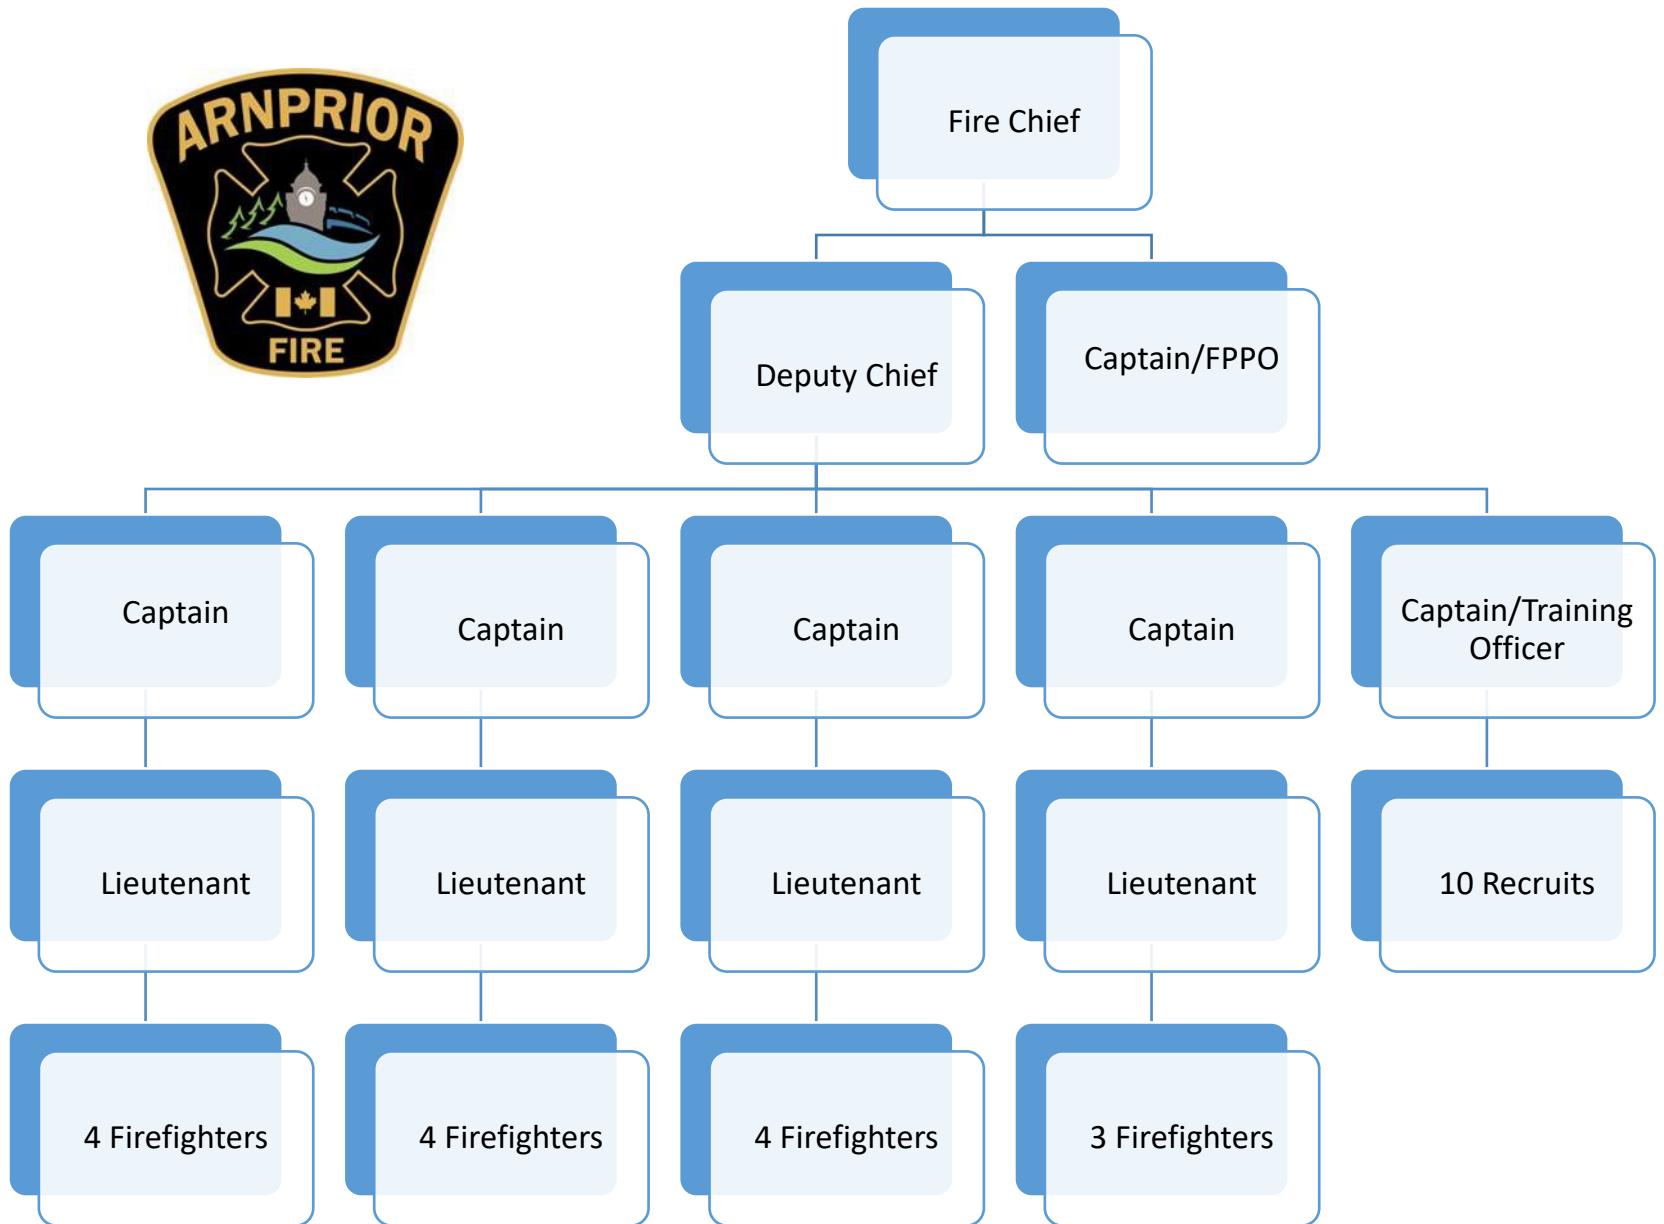 ARNPRIOR
FIRE
Fire Chief
Deputy Chief
Captain/FPPO
Captain
Captain
Captain
Captain
Captain/Training
Officer
Lieutenant
Lieutenant
Lieutenant
Lieutenant
10 Recruits
4 Firefighters
4 Firefighters
4 Firefighters
3 Firefighters